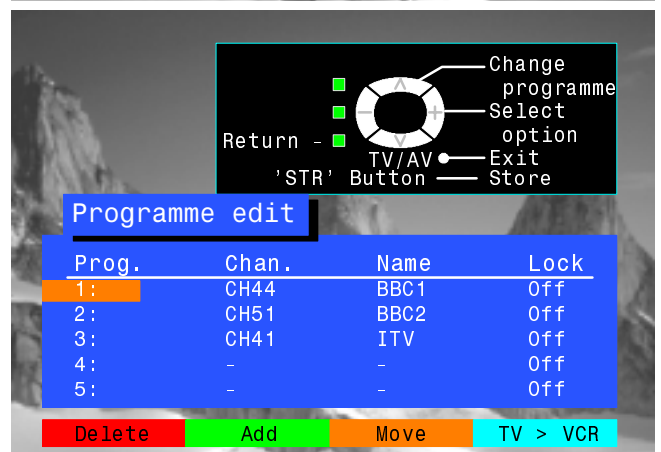 Change
programme
Select
option
Return -
TV/AV Exit
'STR' Button Store
Programme edit
Prog. Chan. Name Lock
1: CH44 BBC1 Off
2: CH51 BBC2 Off
3: CH41 ITV Off
4: - - Off
5: - - Off
Delete Add Move TV > VCR